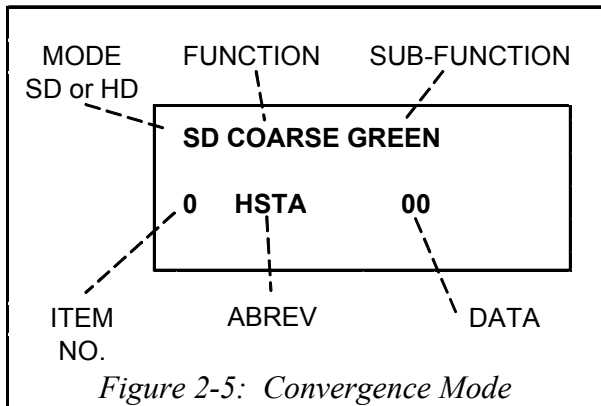 MODE FUNCTION SUB-FUNCTION
SD or HD
SD COARSE GREEN
0 HSTA 00
ITEM ABREV DATA
NO.
Figure 2-5: Convergence Mode